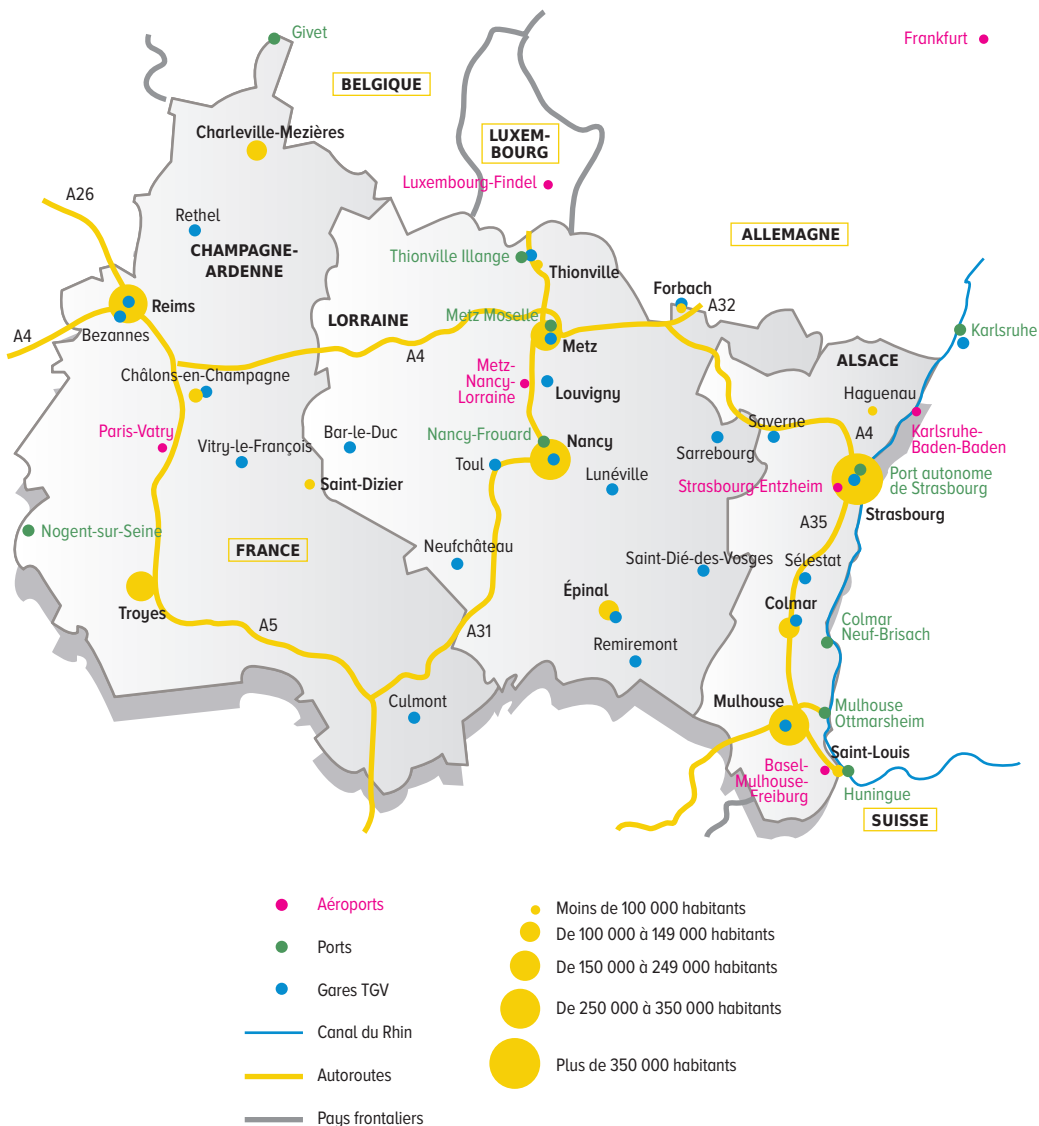 Givet
Frankfurt
BELGIQUE
Charleville-Mezières
LUXEM-
BOURG
Luxembourg-Findel
A26
Rethel
ALLEMAGNE
CHAMPAGNE-
ARDENNE
Thionville Illange
Thionville
Forbach
A32
Reims
Bezannes
A4
LORRAINE
Metz Moselle
Metz
A4
Karlsruhe
ALSACE
Châlons-en-Champagne
Metz-
Nancy-
Lorraine
Louvigny
Haguenau
Paris-Vatry
Vitry-le-François
Bar-le-Duc
Nancy-Frouard
Nancy
Saverne
A4
Karlsruhe-
Baden-Baden
Toul
Sarrebourg
Saint-Dizier
Lunéville
Strasbourg-Entzheim
Port autonome
de Strasbourg
Strasbourg
Nogent-sur-Seine
A35
FRANCE
Neufchâteau
Saint-Dié-des-Vosges
Sélestat
Troyes
Épinal
Colmar
A5
A31
Colmar
Neuf-Brisach
Remiremont
Culmont
Mulhouse
Mulhouse
Ottmarsheim
Saint-Louis
Basel-
Mulhouse-
Freiburg
Huningue
SUISSE
Aéroports
Ports
Gares TGV
Canal du Rhin
Autoroutes
Pays frontaliers
Moins de 100 000 habitants
De 100 000 à 149 000 habitants
De 150 000 à 249 000 habitants
De 250 000 à 350 000 habitants
Plus de 350 000 habitants